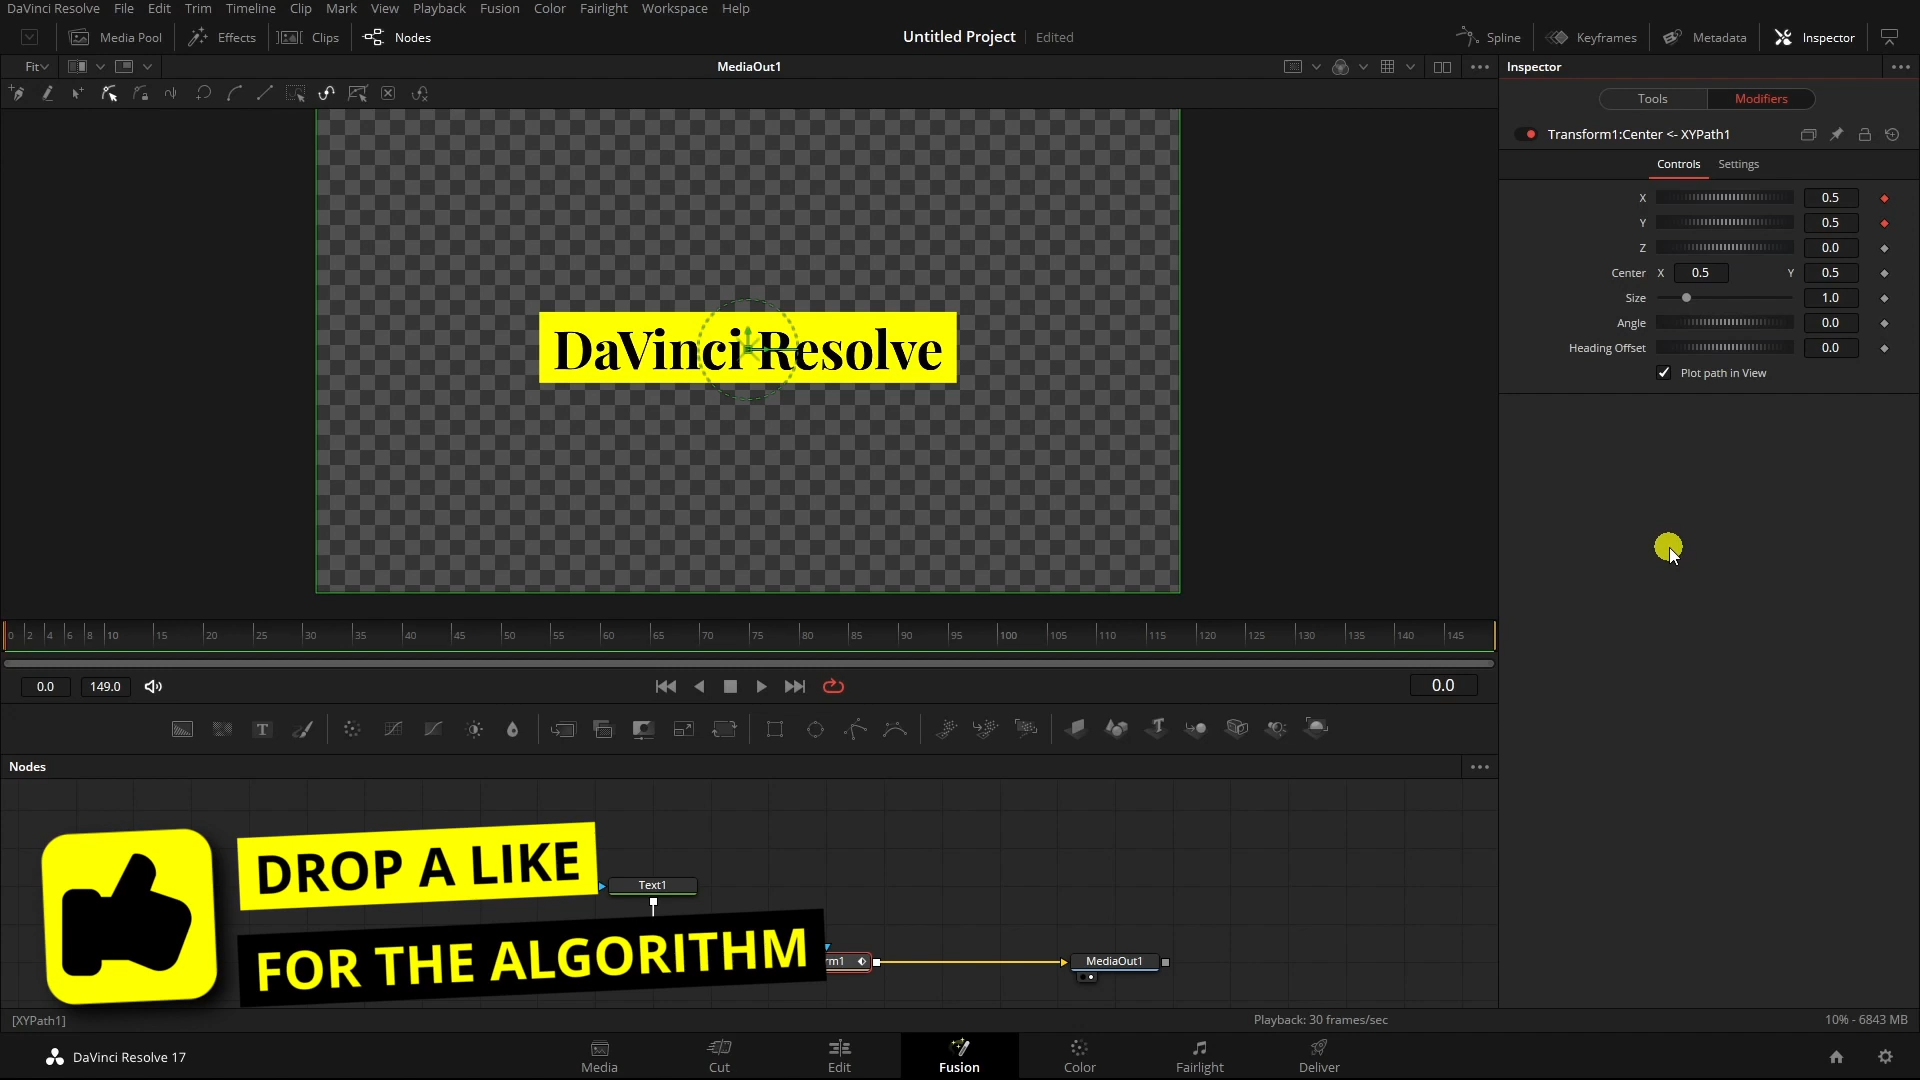 DaVinci Resolve File Edit Trim Timeline Clip Mark View Playback Fusion Color Fairlight Workspace Help
Media Pool Effects Clips Nodes Untitled Project Edited Spline Keyframes Metadata Inspector
Fit MediaOut1 Inspector
Tools Modifiers
Transform1:Center <- XYPath1
Controls Settings
X 0.5
Y 0.5
Z 0.0
Center X 0.5 Y 0.5
Size 1.0
Angle 0.0
Heading Offset 0.0
Plot path in View
DaVinci Resolve
0 2 4 6 8 10 15 20 25 30 35 40 45 50 55 60 65 70 75 80 85 90 95 100 105 110 115 120 125 130 135 140 145
0.0 149.0 0.0
Nodes
DROP A LIKE
FOR THE ALGORITHM
Text1
rm1
MediaOut1
[XYPath1] Playback: 30 frames/sec 10% - 6843 MB
DaVinci Resolve 17 Media Cut Edit Fusion Color Fairlight Deliver